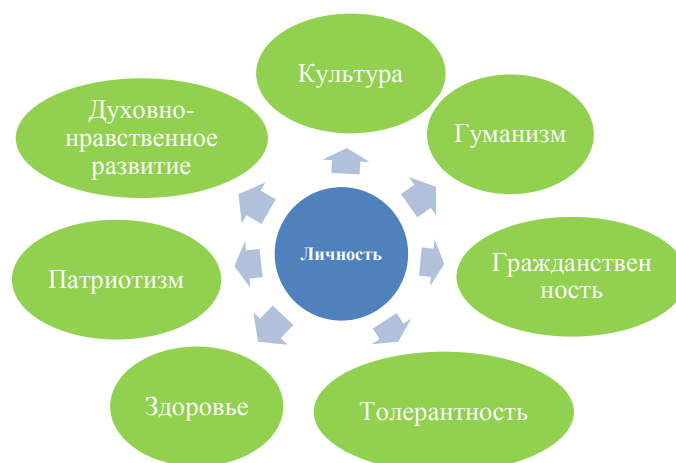 Культура
Гуманизм
Гражданствен
ность
Толерантность
Здоровье
Патриотизм
Духовно-
нравственное
развитие
Личность